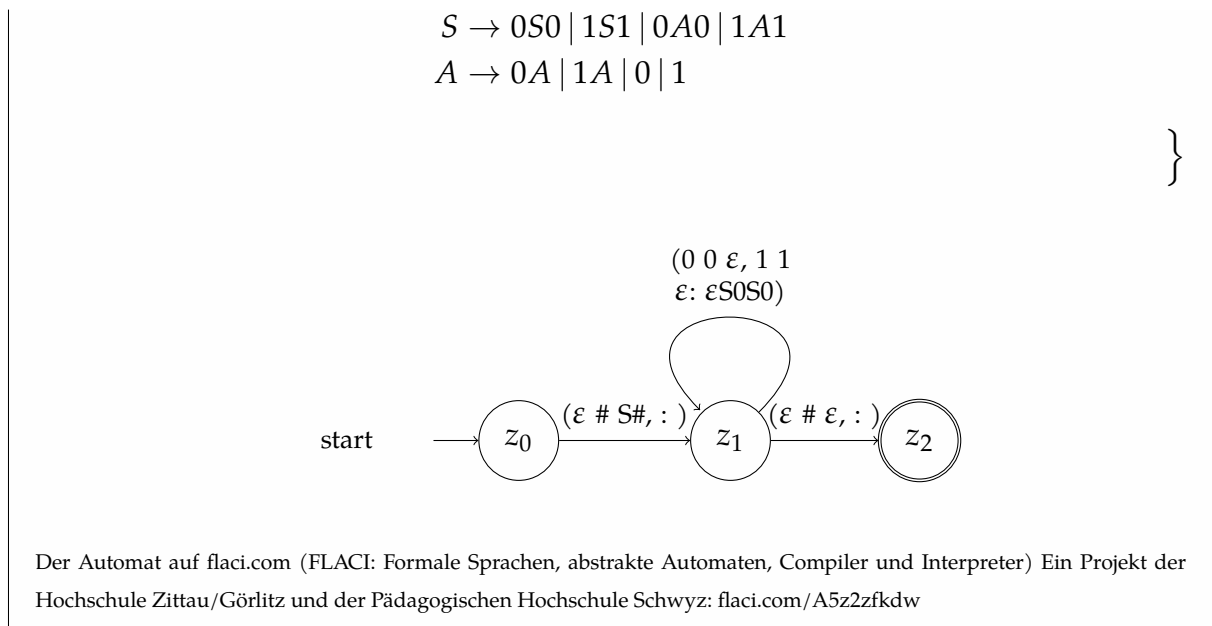 S → 0S0 | 1S1 | 0A0 | 1A1
A → 0A | 1A | 0 | 1
}
(0 0 ε, 1 1
ε: εS0S0)
start
z0
(ε # S#, : )
z1
(ε # ε, : )
z2
Der Automat auf flaci.com (FLACI: Formale Sprachen, abstrakte Automaten, Compiler und Interpreter) Ein Projekt der
Hochschule Zittau/Görlitz und der Pädagogischen Hochschule Schwyz: flaci.com/A5z2zfkdw